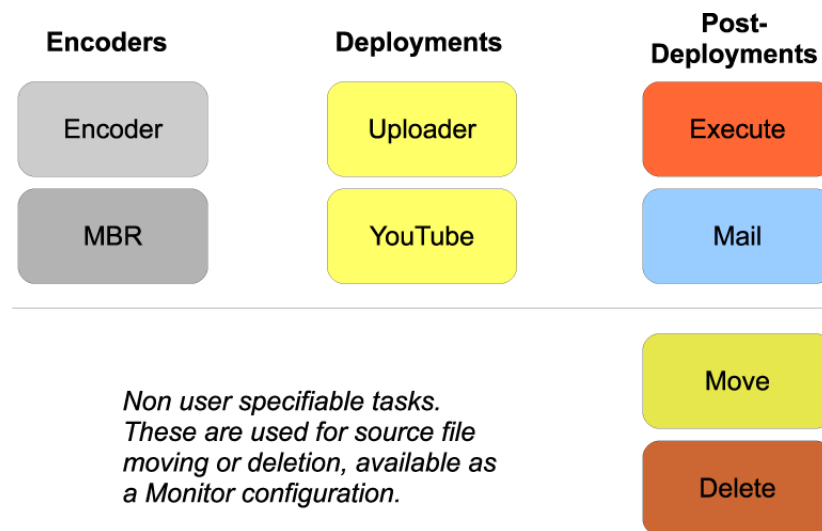 Encoders
Deployments
Post-
Deployments
Encoder
Uploader
Execute
MBR
YouTube
Mail
Move
Non user specifiable tasks.
These are used for source file
moving or deletion, available as
a Monitor configuration.
Delete